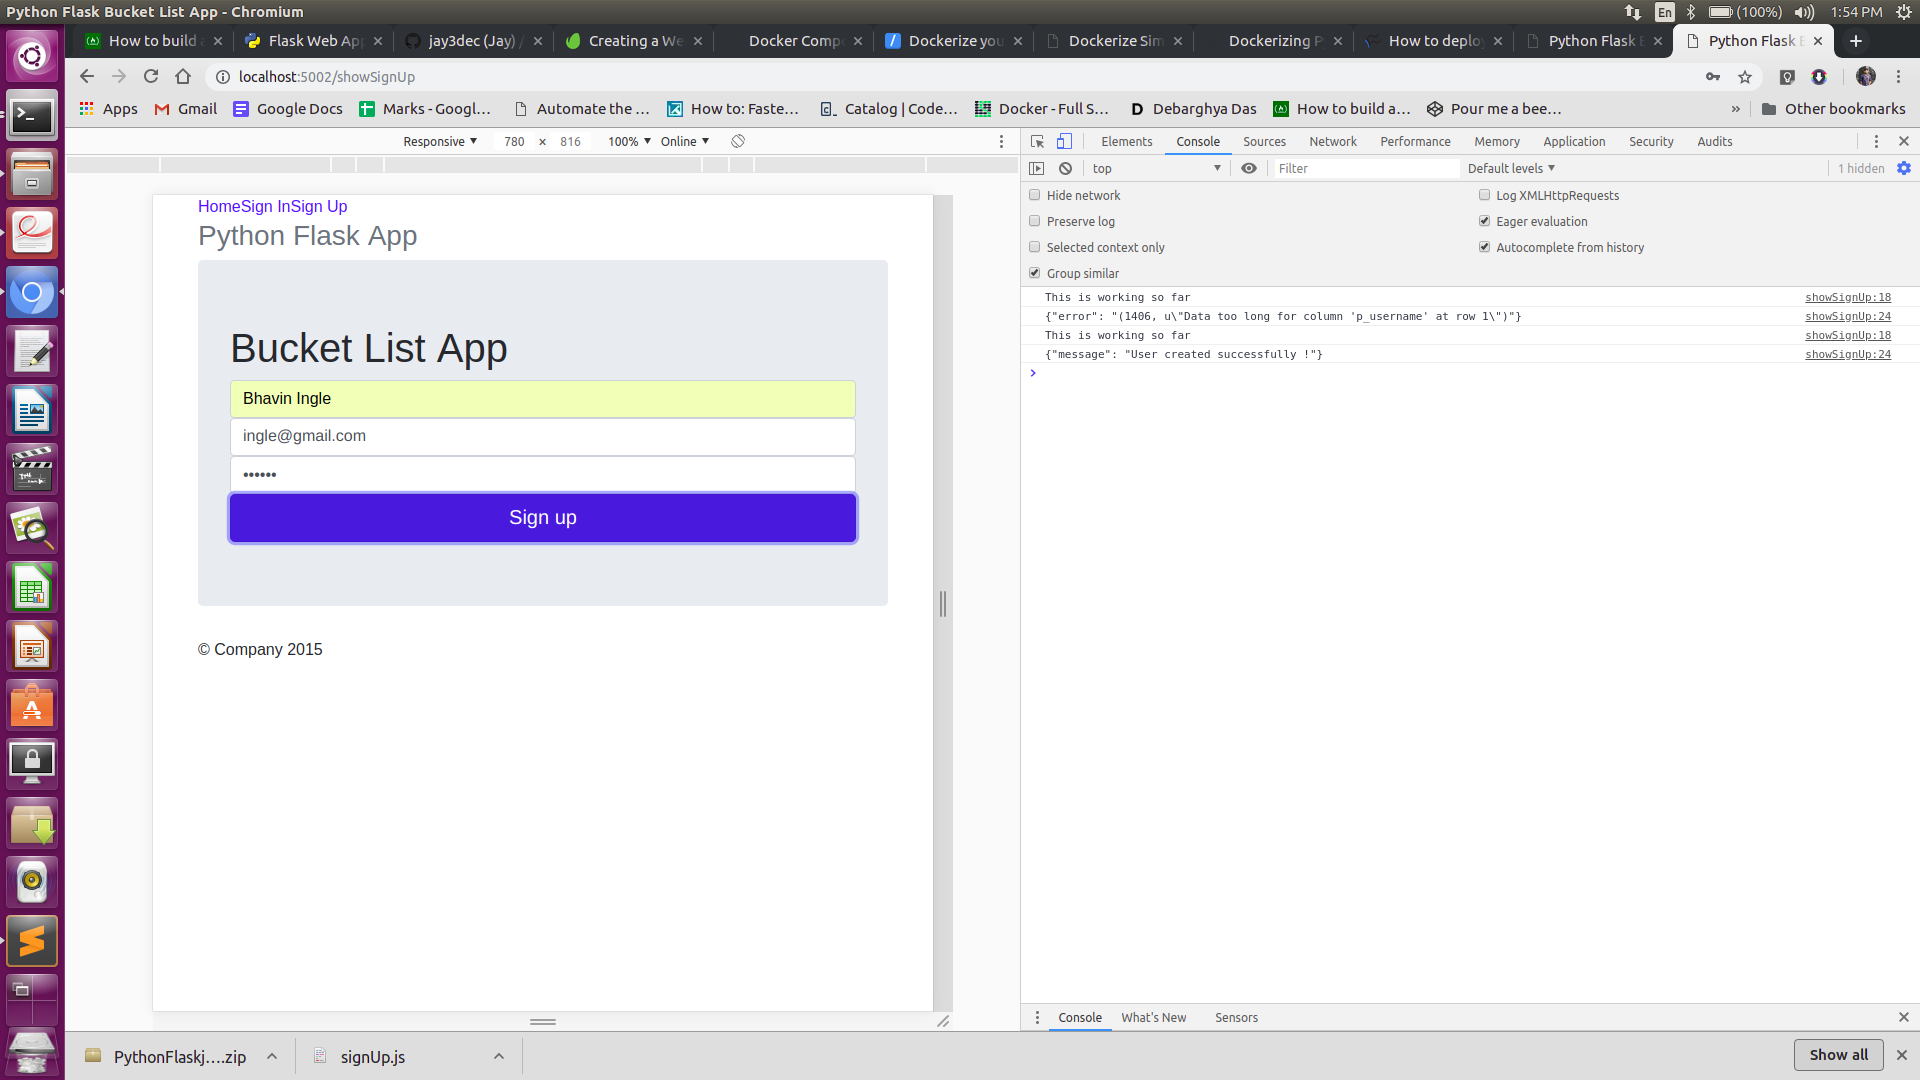 Python Flask Bucket List App - Chromium
En (100%) 1:54 PM
How to build a Flask Web App jay3dec (Jay) / Creating a We Docker Comp Dockerize you Dockerize Sim Dockerizing P How to deploy Python Flask B Python Flask B
localhost:5002/showSignUp
Apps Gmail Google Docs Marks - Googl... Automate the ... How to: Faste... Catalog | Code... Docker - Full S... Debarghya Das How to build a... Pour me a bee... » Other bookmarks
Responsive 780 × 816 100% Online
Elements Console Sources Network Performance Memory Application Security Audits
top Filter Default levels 1 hidden
Hide network Log XMLHttpRequests
Preserve log Eager evaluation
Selected context only Autocomplete from history
Group similar
This is working so far showSignUp:18
{"error": "(1406, u\"Data too long for column 'p_username' at row 1\")"} showSignUp:24
This is working so far showSignUp:18
{"message": "User created successfully !"} showSignUp:24
HomeSign InSign Up
Python Flask App
Bucket List App
Bhavin Ingle
ingle@gmail.com
••••••
Sign up
© Company 2015
Console What's New Sensors
PythonFlaskj....zip signUp.js Show all